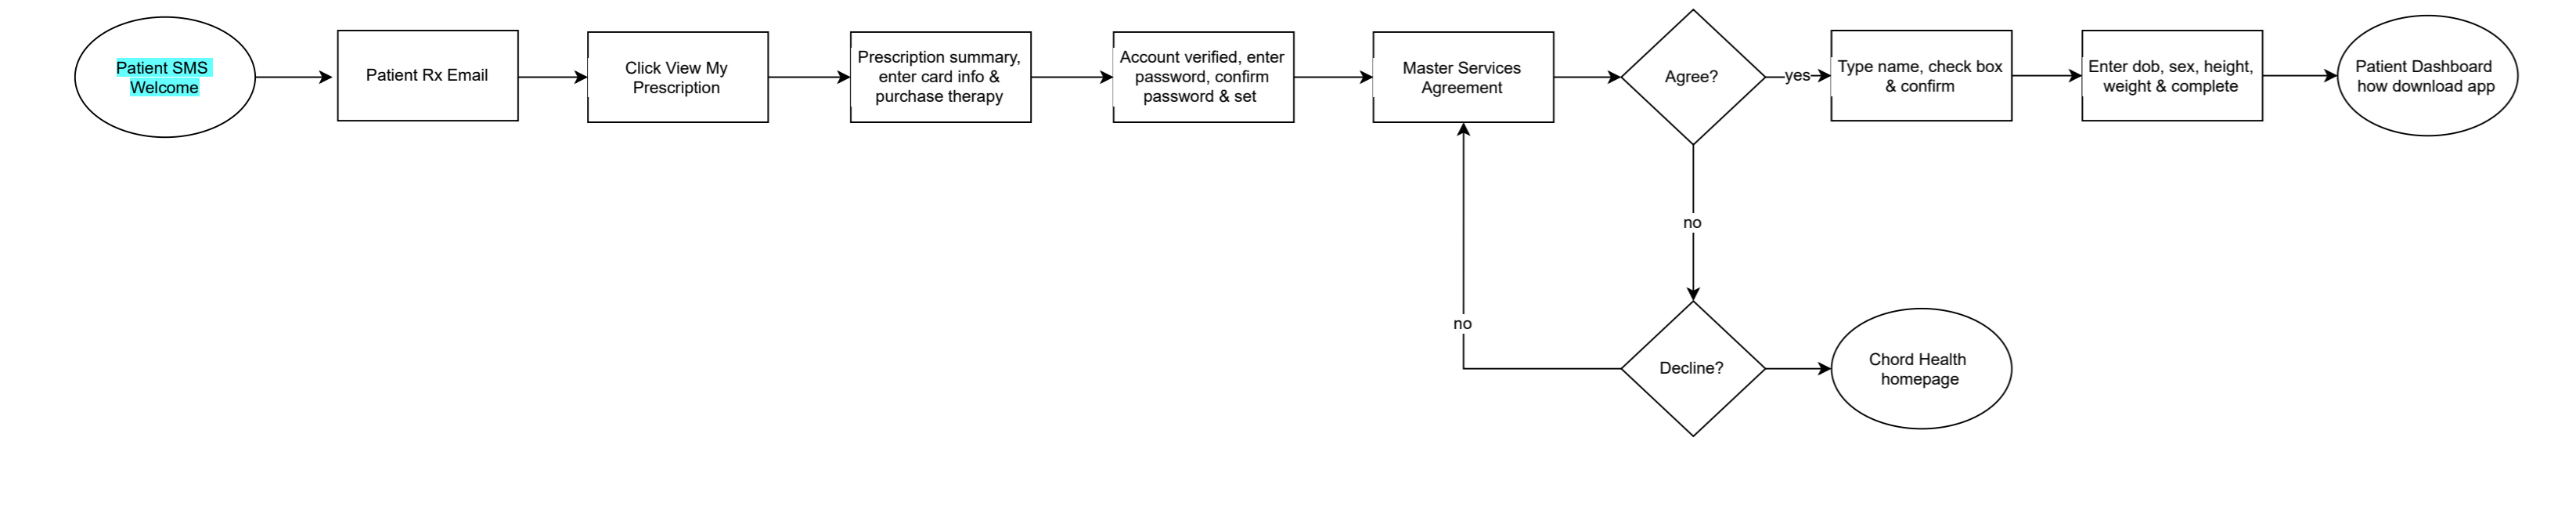 Patient SMS
Welcome
Patient Rx Email
Click View My
Prescription
Prescription summary,
enter card info &
purchase therapy
Account verified, enter
password, confirm
password & set
Master Services
Agreement
Agree?
yes
Type name, check box
& confirm
Enter dob, sex, height,
weight & complete
Patient Dashboard
how download app
no
no
Decline?
Chord Health
homepage